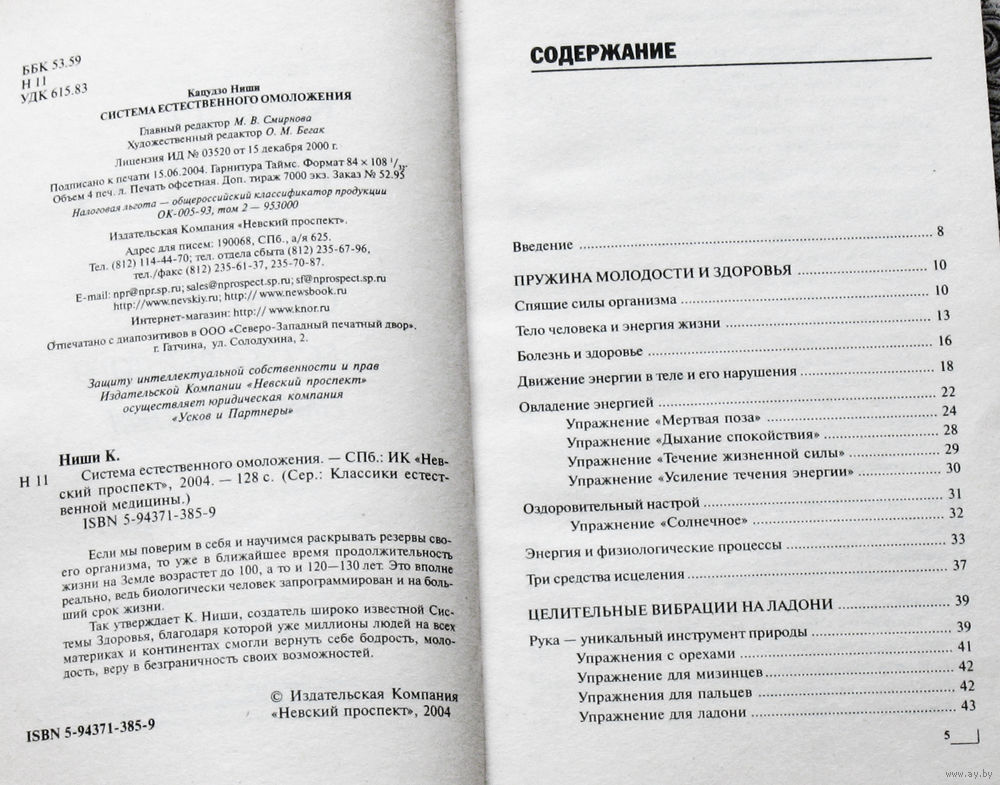 ББК 53.59
Н 11
УДК 615.83
Кацудзо Ниши
СИСТЕМА ЕСТЕСТВЕННОГО ОМОЛОЖЕНИЯ
Главный редактор М. В. Смирнова
Художественный редактор О. М. Бегак
Лицензия ИД № 03520 от 15 декабря 2000 г.
Подписано к печати 15.06.2004. Гарнитура Таймс. Формат 84 × 108 1/32.
Объем 4 печ. л. Печать офсетная. Доп. тираж 7000 экз. Заказ № 52.95
Налоговая льгота — общероссийский классификатор продукции
ОК-005-93, том 2 — 953000
Издательская Компания «Невский проспект».
Адрес для писем: 190068, СПб., а/я 625.
Тел. (812) 114-44-70; тел. отдела сбыта (812) 235-67-96,
тел./факс (812) 235-61-37, 235-70-87.
E-mail: npr@npr.sp.ru; sales@nprospect.sp.ru; sf@nprospect.sp.ru
http://www.nevskiy.ru; http:// www.newsbook.ru
Интернет-магазин: http:// www.knor.ru
Отпечатано с диапозитивов в ООО «Северо-Западный печатный двор»,
г. Гатчина, ул. Солодухина, 2.
Защиту интеллектуальной собственности и прав
Издательской Компании «Невский проспект»
осуществляет юридическая компания
«Усков и Партнеры»
Ниши К.
Н 11 Система естественного омоложения. — СПб.: ИК «Нев-
ский проспект», 2004. — 128 с. (Сер.: Классики естест-
венной медицины.)
ISBN 5-94371-385-9
Если мы поверим в себя и научимся раскрывать резервы сво-
его организма, то уже в ближайшее время продолжительность
жизни на Земле возрастет до 100, а то и 120—130 лет. Это вполне
реально, ведь биологически человек запрограммирован и на боль-
ший срок жизни.
Так утверждает К. Ниши, создатель широко известной Сис-
темы Здоровья, благодаря которой уже миллионы людей на всех
материках и континентах смогли вернуть себе бодрость, моло-
дость, веру в безграничность своих возможностей.
© Издательская Компания
«Невский проспект», 2004
ISBN 5-94371-385-9
СОДЕРЖАНИЕ
Введение ........ 8
ПРУЖИНА МОЛОДОСТИ И ЗДОРОВЬЯ ........ 10
Спящие силы организма ........ 10
Тело человека и энергия жизни ........ 13
Болезнь и здоровье ........ 16
Движение энергии в теле и его нарушения ........ 18
Овладение энергией ........ 22
Упражнение «Мертвая поза» ........ 24
Упражнение «Дыхание спокойствия» ........ 28
Упражнение «Течение жизненной силы» ........ 29
Упражнение «Усиление течения энергии» ........ 30
Оздоровительный настрой ........ 31
Упражнение «Солнечное» ........ 32
Энергия и физиологические процессы ........ 33
Три средства исцеления ........ 37
ЦЕЛИТЕЛЬНЫЕ ВИБРАЦИИ НА ЛАДОНИ ........ 39
Рука — уникальный инструмент природы ........ 39
Упражнения с орехами ........ 41
Упражнение для мизинцев ........ 42
Упражнения для пальцев ........ 42
Упражнение для ладони ........ 43
5
www.ay.by